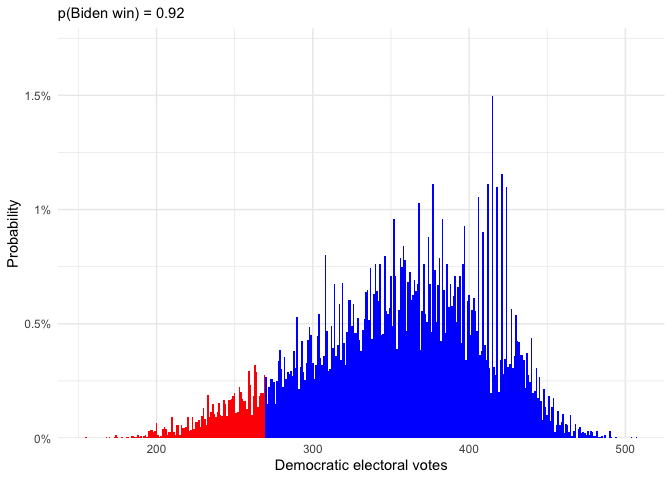 p(Biden win) = 0.92
1.5%
1%
0.5%
0%
Probability
200
300
400
500
Democratic electoral votes